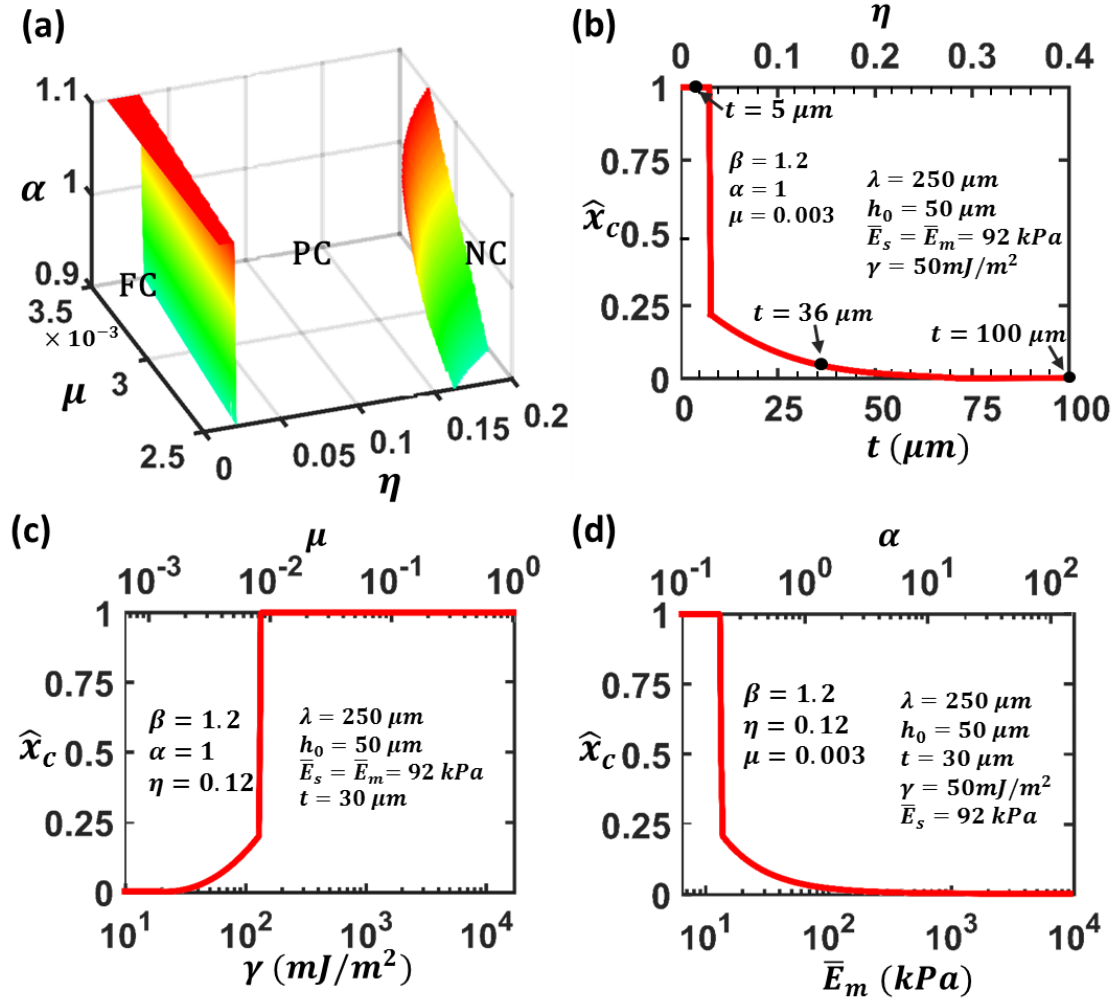 (a)
1.1
α
1
0.9
FC
PC
NC
3.5
× 10⁻³
μ
3
2.5
0
0.05
0.1
0.15
0.2
η
(b)
η
0 0.1 0.2 0.3 0.4
1
0.75
x̂_c 0.5
0.25
0
t = 5 μm
β = 1.2
α = 1
μ = 0.003
λ = 250 μm
h₀ = 50 μm
Ē_s = Ē_m = 92 kPa
γ = 50mJ/m²
t = 36 μm
t = 100 μm
0 25 50 75 100
t (μm)
(c)
μ
10⁻³ 10⁻² 10⁻¹ 10⁰
1
0.75
x̂_c 0.5
0.25
0
β = 1.2
α = 1
η = 0.12
λ = 250 μm
h₀ = 50 μm
Ē_s = Ē_m = 92 kPa
t = 30 μm
10¹ 10² 10³ 10⁴
γ (mJ/m²)
(d)
α
10⁻¹ 10⁰ 10¹ 10²
1
0.75
x̂_c 0.5
0.25
0
β = 1.2
η = 0.12
μ = 0.003
λ = 250 μm
h₀ = 50 μm
t = 30 μm
γ = 50mJ/m²
Ē_s = 92 kPa
10¹ 10² 10³ 10⁴
Ē_m (kPa)